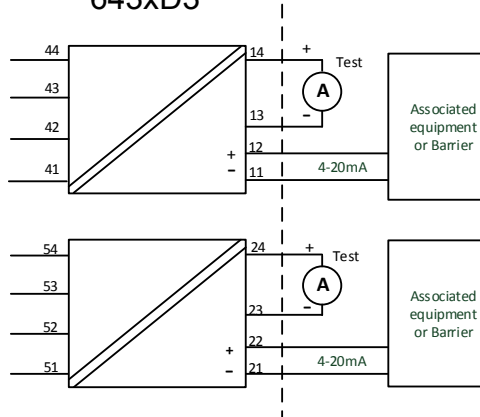 44
14
+
Test
43
A
13
-
Associated
equipment
or Barrier
42
12
+
-
4-20mA
41
11
54
24
+
Test
53
A
23
-
Associated
equipment
or Barrier
52
22
+
-
4-20mA
51
21